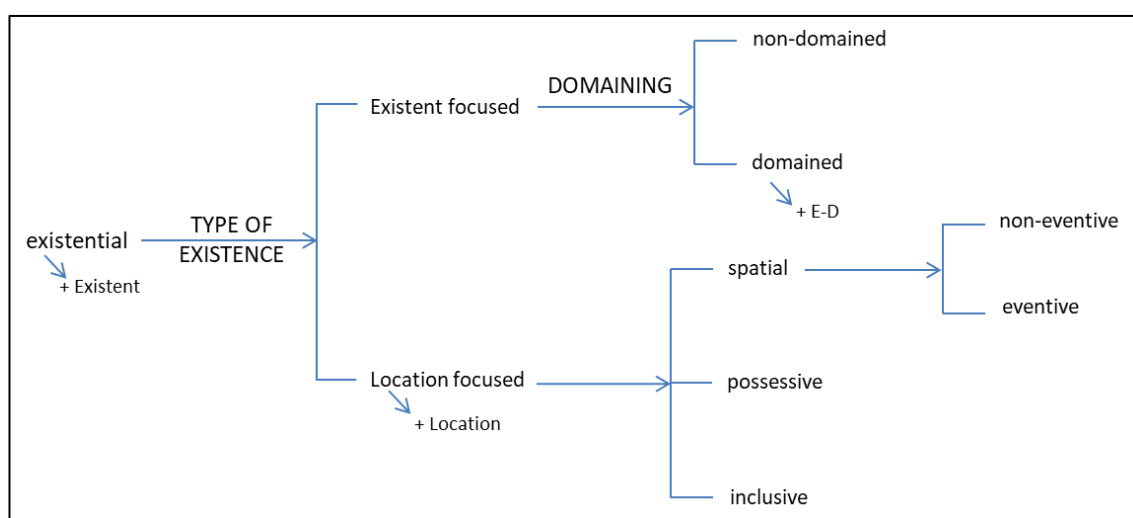 non-domained
DOMAINING
Existent focused
domained
+ E-D
TYPE OF
EXISTENCE
existential
+ Existent
non-eventive
spatial
eventive
Location focused
+ Location
possessive
inclusive